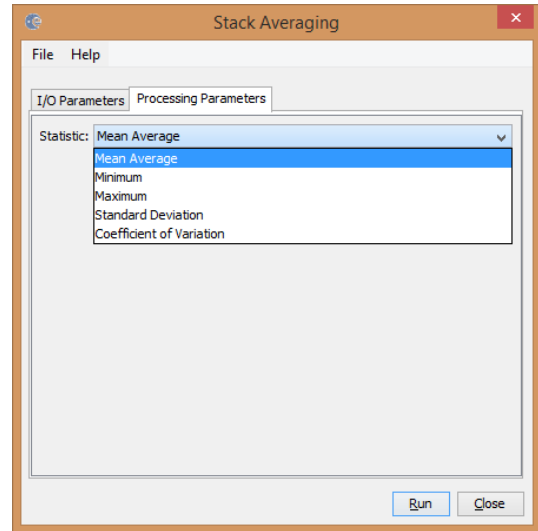 Stack Averaging
File Help
I/O Parameters Processing Parameters
Statistic: Mean Average
Mean Average
Minimum
Maximum
Standard Deviation
Coefficient of Variation
Run Close